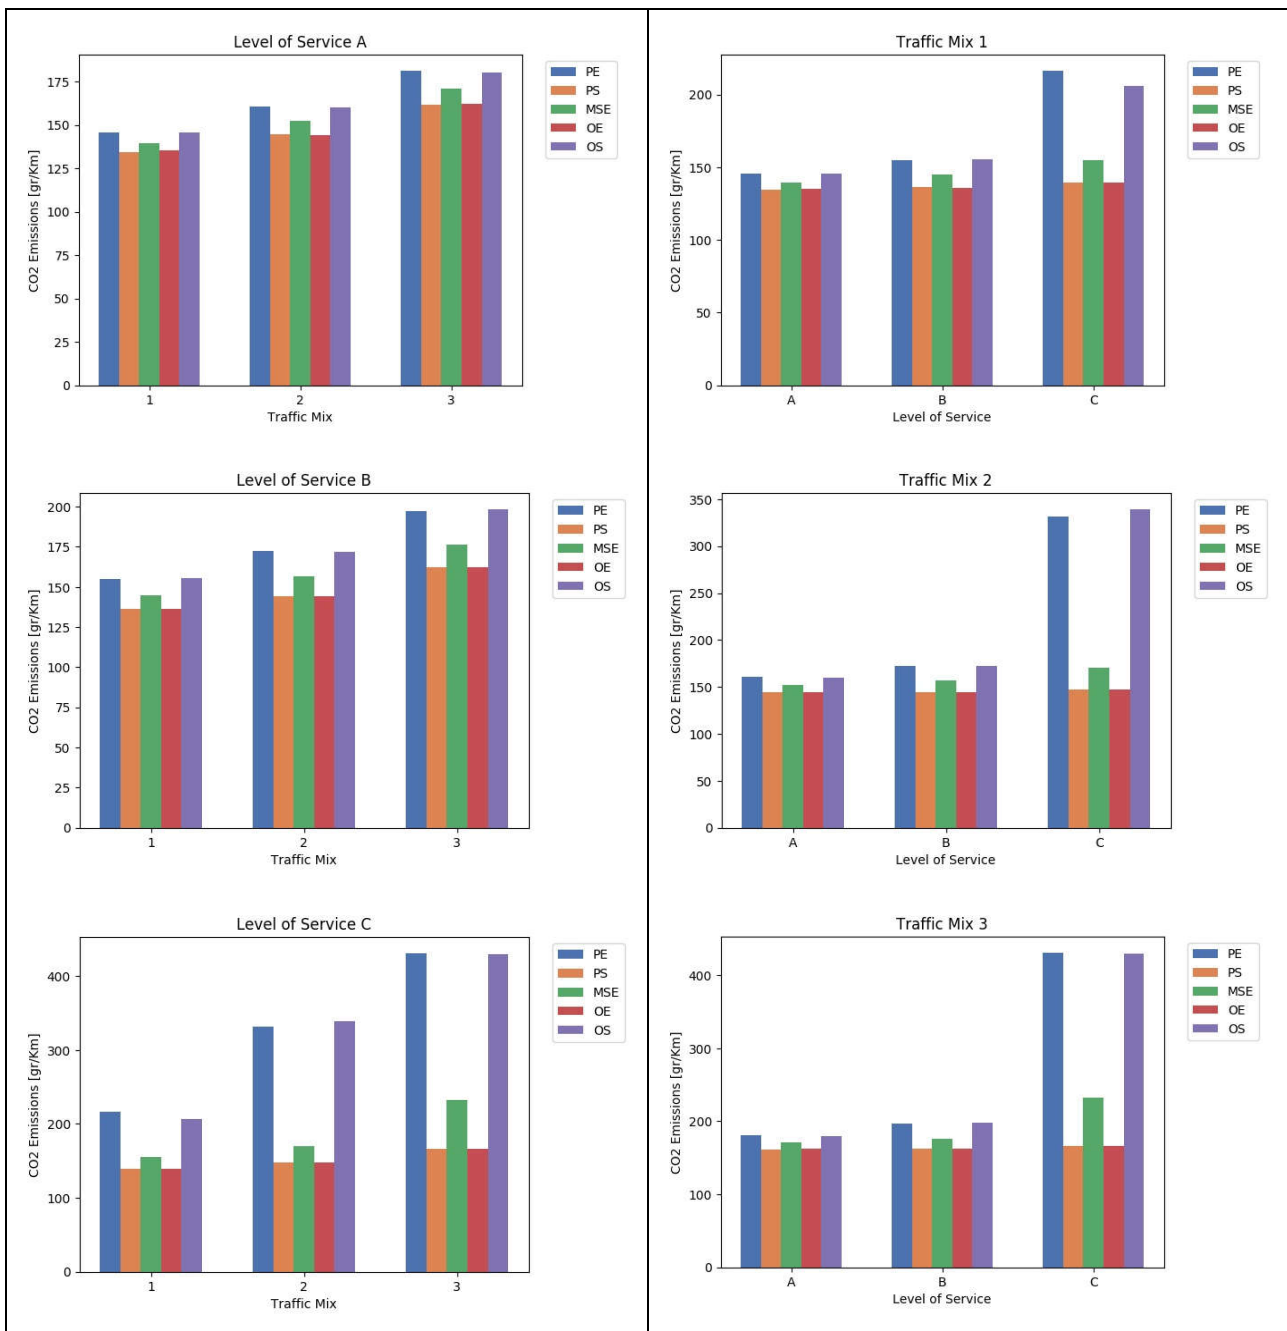 Level of Service A
CO2 Emissions [gr/Km]
175
150
125
100
75
50
25
0
1
2
3
Traffic Mix
PE
PS
MSE
OE
OS
Traffic Mix 1
CO2 Emissions [gr/Km]
200
150
100
50
0
A
B
C
Level of Service
PE
PS
MSE
OE
OS
Level of Service B
CO2 Emissions [gr/Km]
200
175
150
125
100
75
50
25
0
1
2
3
Traffic Mix
PE
PS
MSE
OE
OS
Traffic Mix 2
CO2 Emissions [gr/Km]
350
300
250
200
150
100
50
0
A
B
C
Level of Service
PE
PS
MSE
OE
OS
Level of Service C
CO2 Emissions [gr/Km]
400
300
200
100
0
1
2
3
Traffic Mix
PE
PS
MSE
OE
OS
Traffic Mix 3
CO2 Emissions [gr/Km]
400
300
200
100
0
A
B
C
Level of Service
PE
PS
MSE
OE
OS